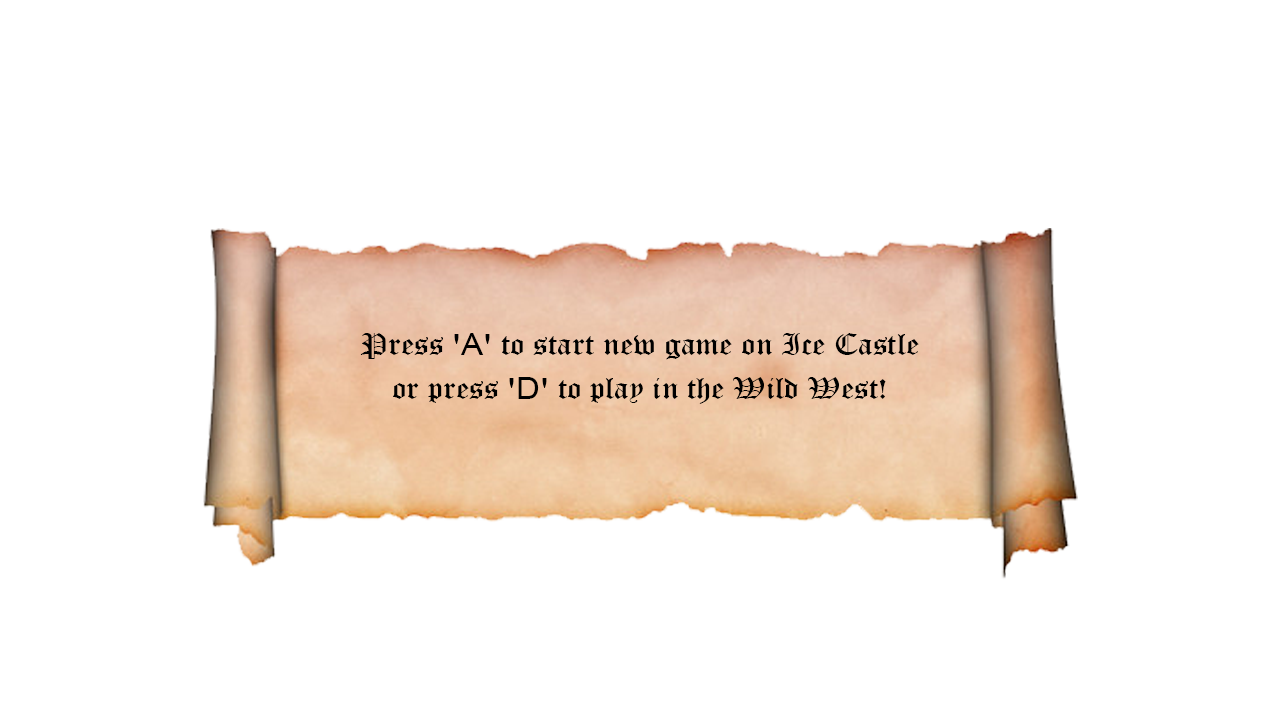 Press 'A' to start new game on Ice Castle
or press 'D' to play in the Wild West!